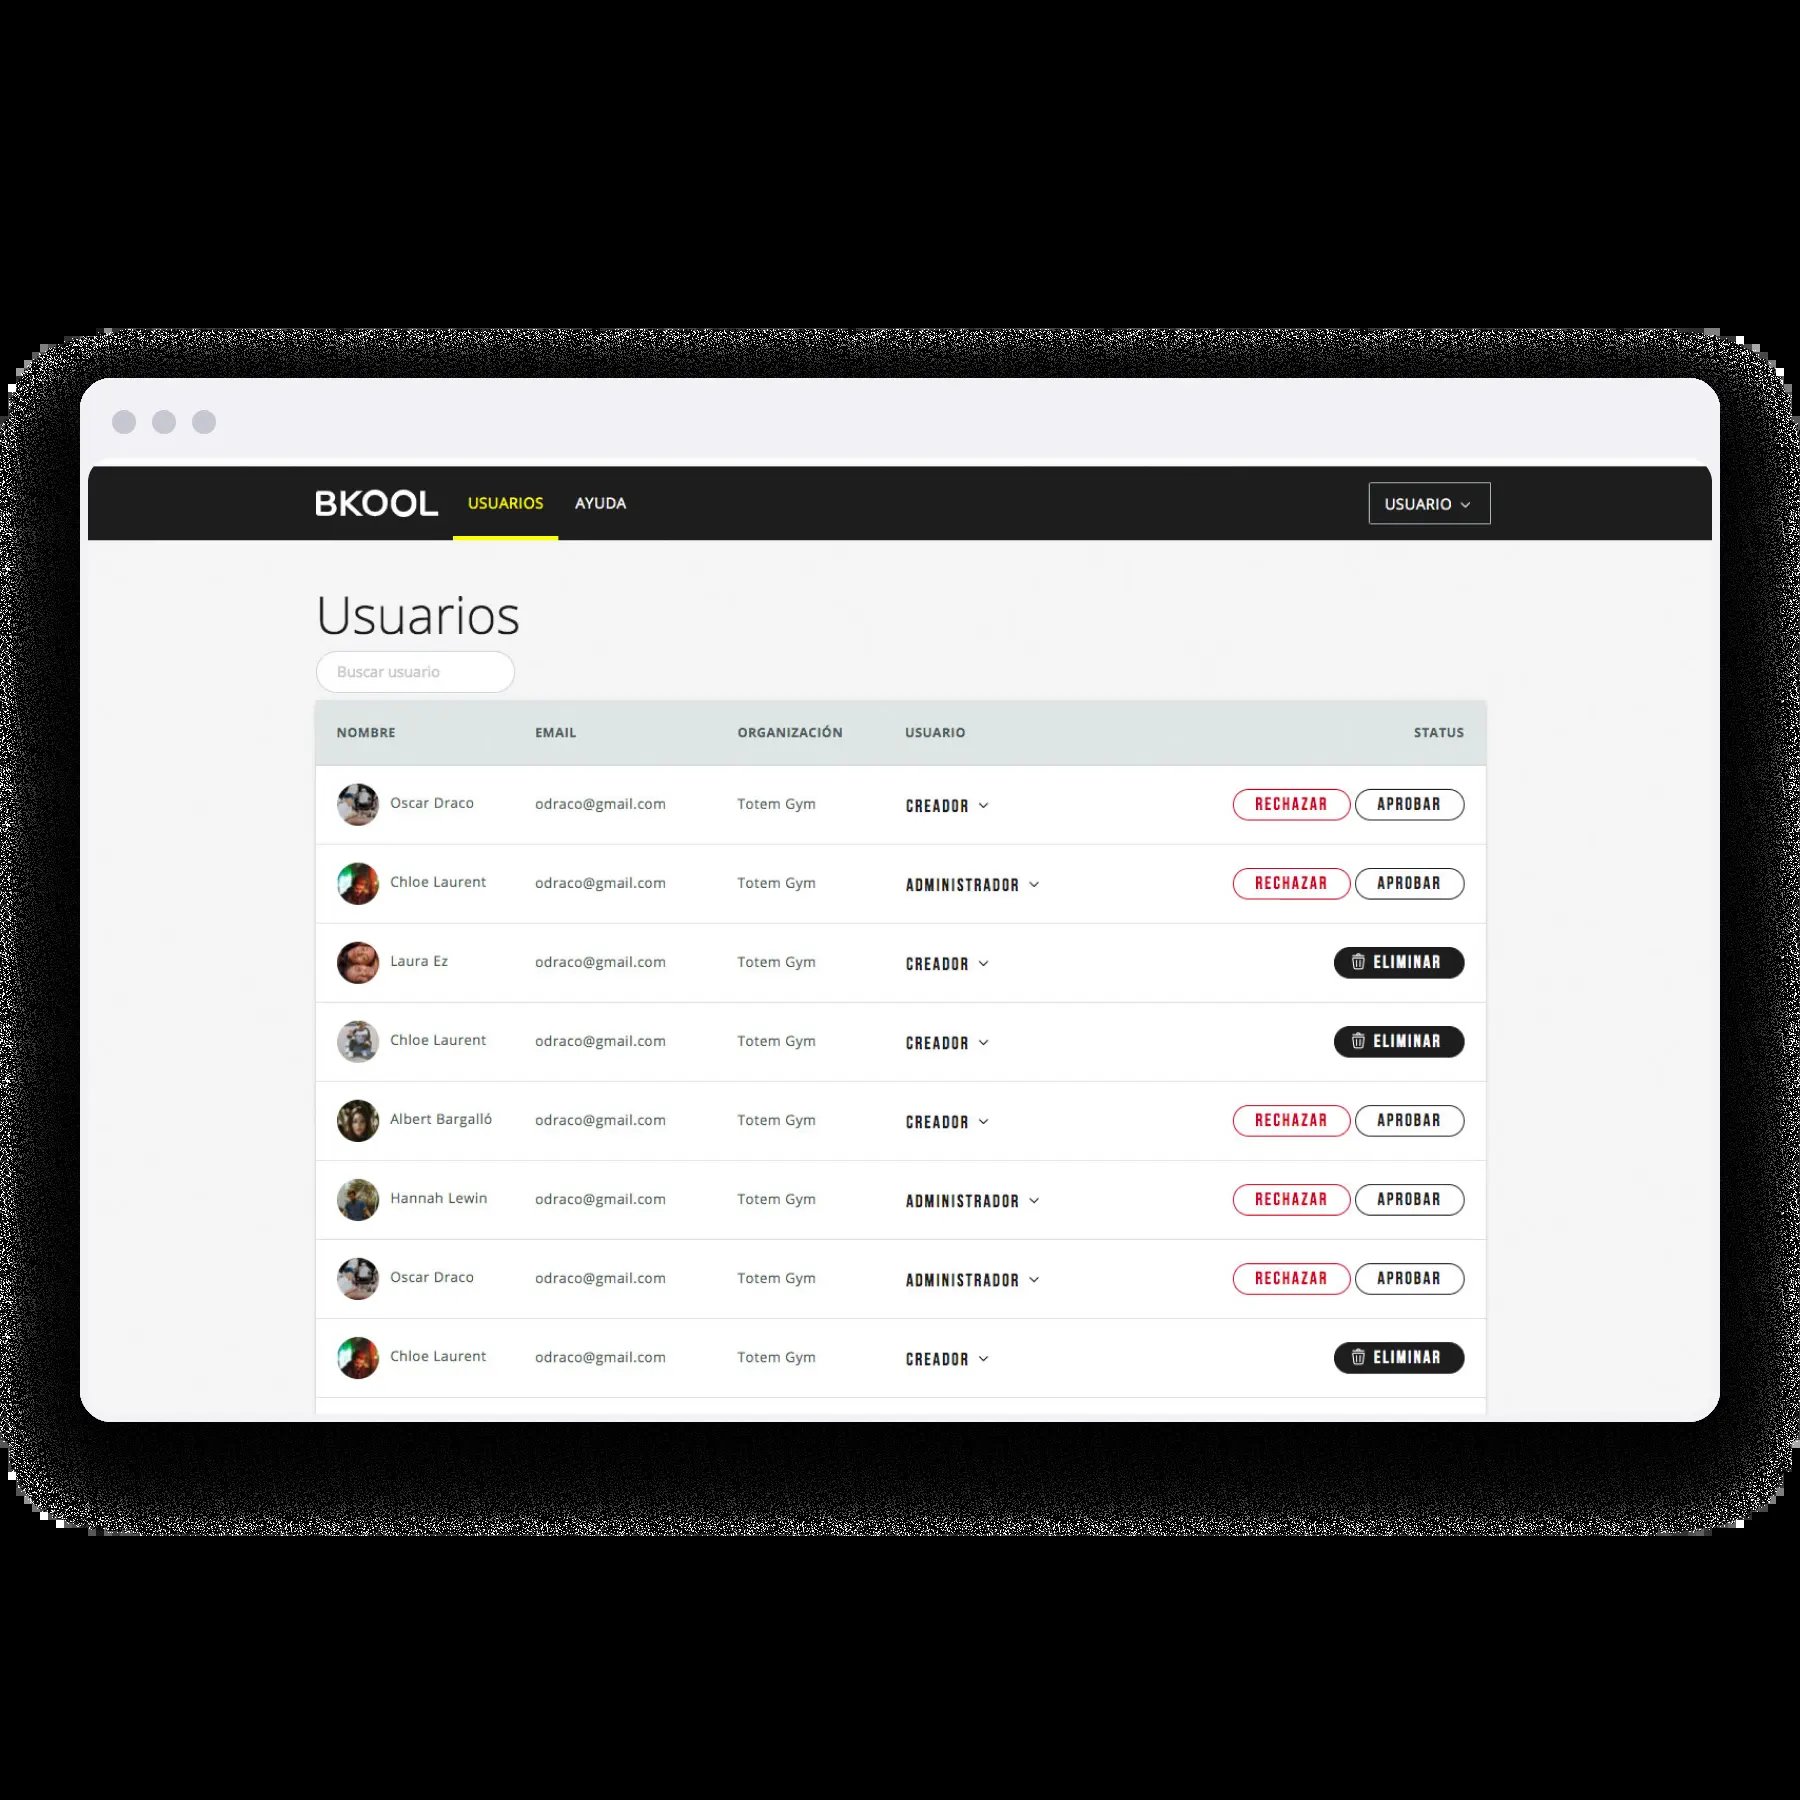 BKOOL USUARIOS AYUDA USUARIO
Usuarios
Buscar usuario
NOMBRE EMAIL ORGANIZACIÓN USUARIO STATUS
Oscar Draco odraco@gmail.com Totem Gym CREADOR RECHAZAR APROBAR
Chloe Laurent odraco@gmail.com Totem Gym ADMINISTRADOR RECHAZAR APROBAR
Laura Ez odraco@gmail.com Totem Gym CREADOR ELIMINAR
Chloe Laurent odraco@gmail.com Totem Gym CREADOR ELIMINAR
Albert Bargalló odraco@gmail.com Totem Gym CREADOR RECHAZAR APROBAR
Hannah Lewin odraco@gmail.com Totem Gym ADMINISTRADOR RECHAZAR APROBAR
Oscar Draco odraco@gmail.com Totem Gym ADMINISTRADOR RECHAZAR APROBAR
Chloe Laurent odraco@gmail.com Totem Gym CREADOR ELIMINAR